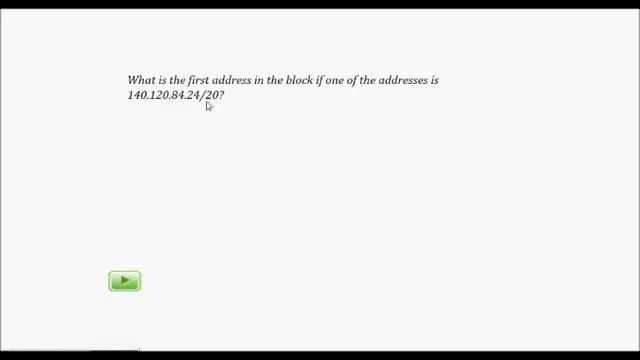 What is the first address in the block if one of the addresses is
140.120.84.24/20?